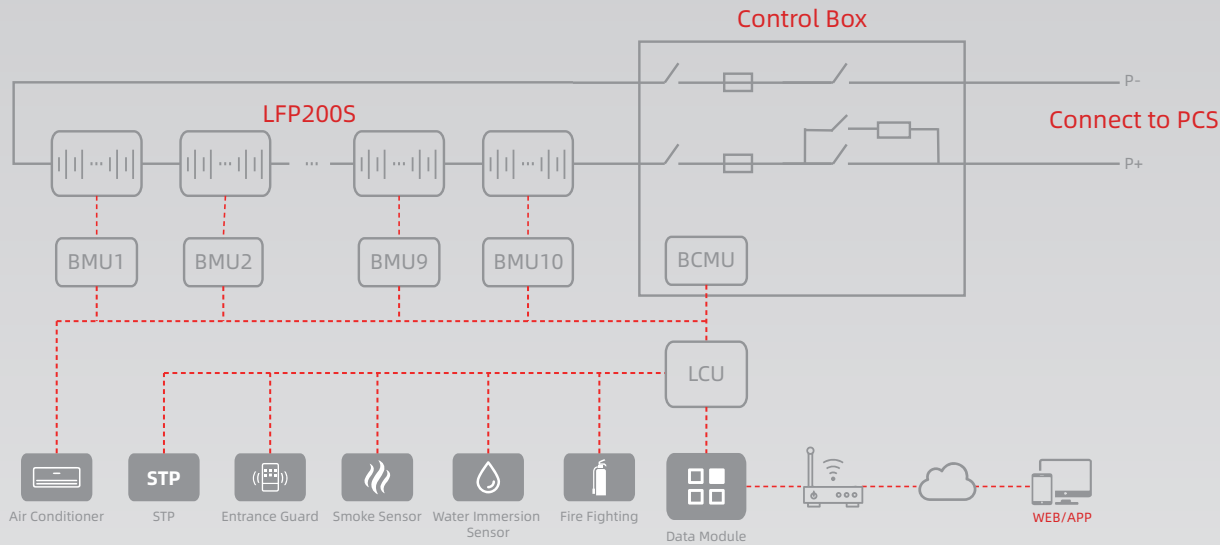 Control Box
P-
LFP200S
Connect to PCS
P+
BMU1
BMU2
BMU9
BMU10
BCMU
LCU
STP
Air Conditioner
STP
Entrance Guard
Smoke Sensor
Water Immersion
Sensor
Fire Fighting
Data Module
WEB/APP